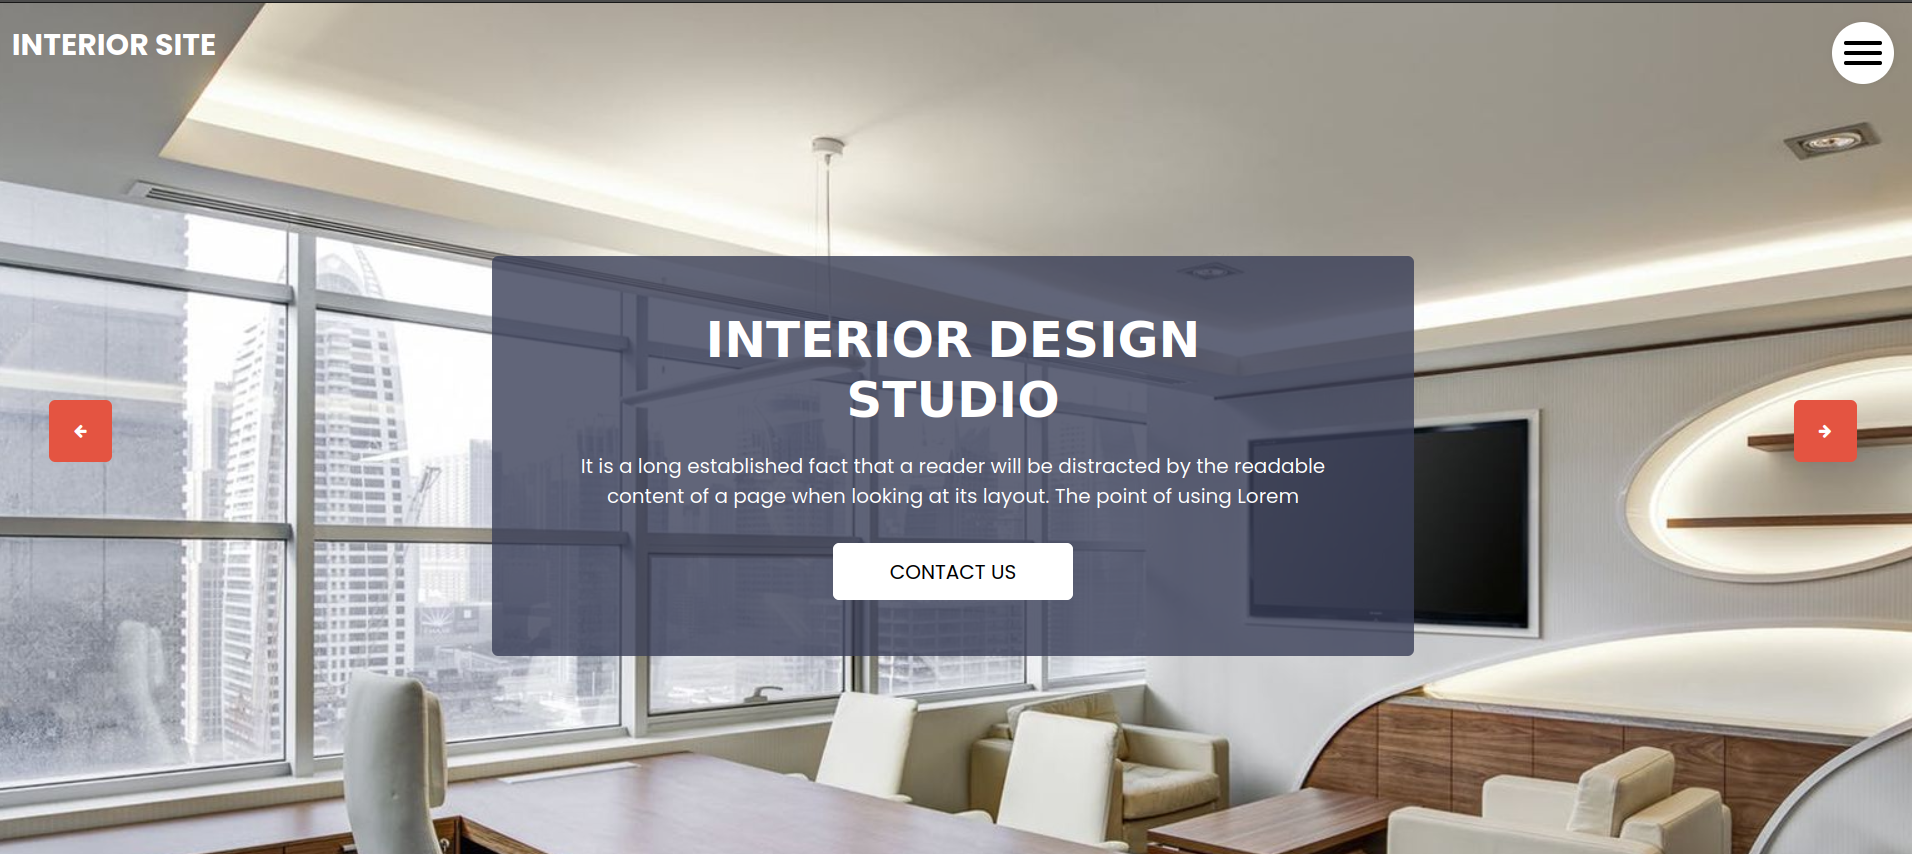 INTERIOR SITE
INTERIOR DESIGN
STUDIO
It is a long established fact that a reader will be distracted by the readable
content of a page when looking at its layout. The point of using Lorem
CONTACT US